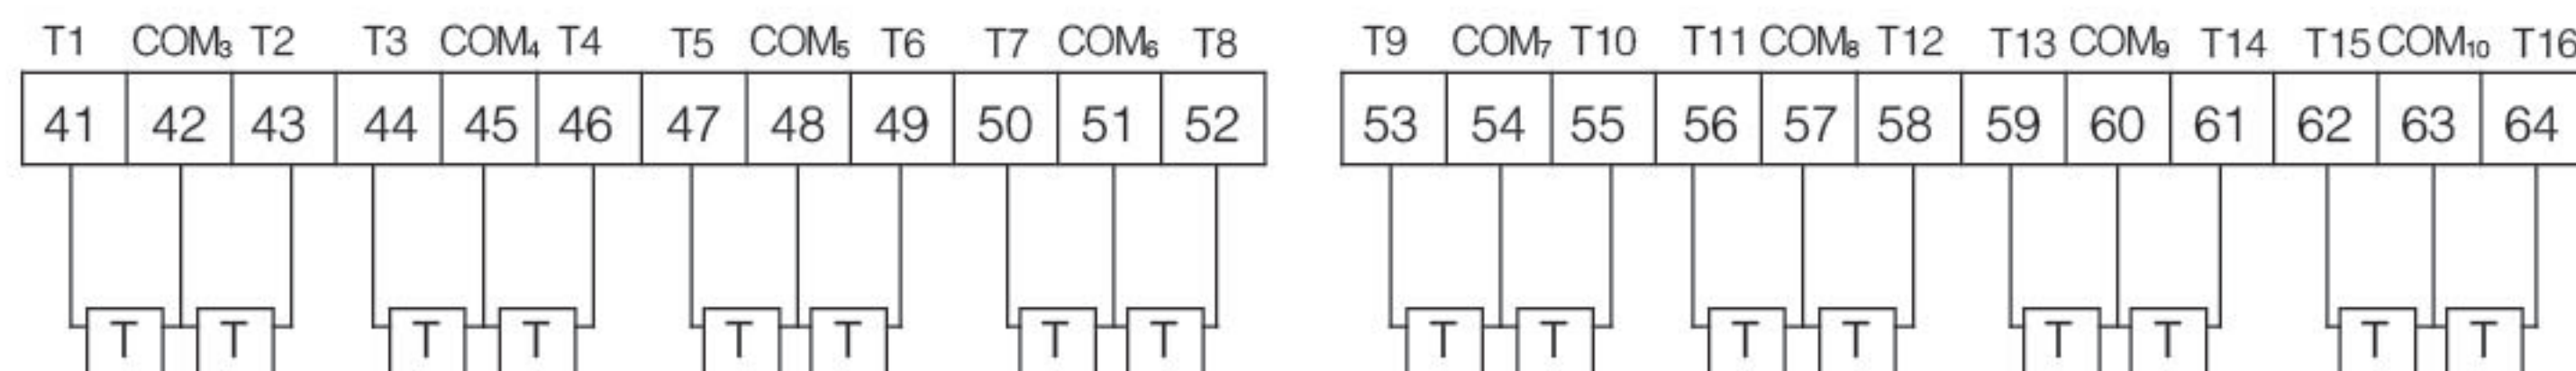 T1 COM₃ T2 T3 COM₄ T4 T5 COM₅ T6 T7 COM₆ T8 T9 COM₇ T10 T11 COM₈ T12 T13 COM₉ T14 T15 COM₁₀ T16
41 42 43 44 45 46 47 48 49 50 51 52 53 54 55 56 57 58 59 60 61 62 63 64
T T T T T T T T T T T T T T T T